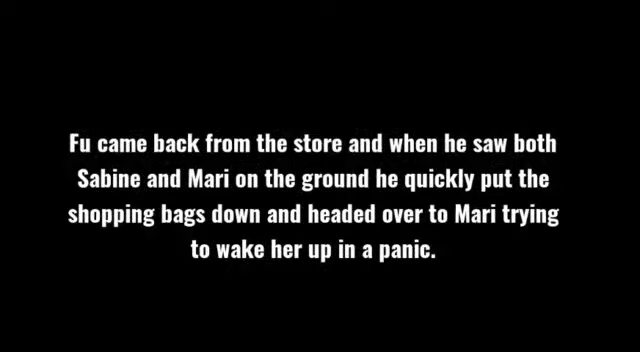 Fu came back from the store and when he saw both
Sabine and Mari on the ground he quickly put the
shopping bags down and headed over to Mari trying
to wake her up in a panic.